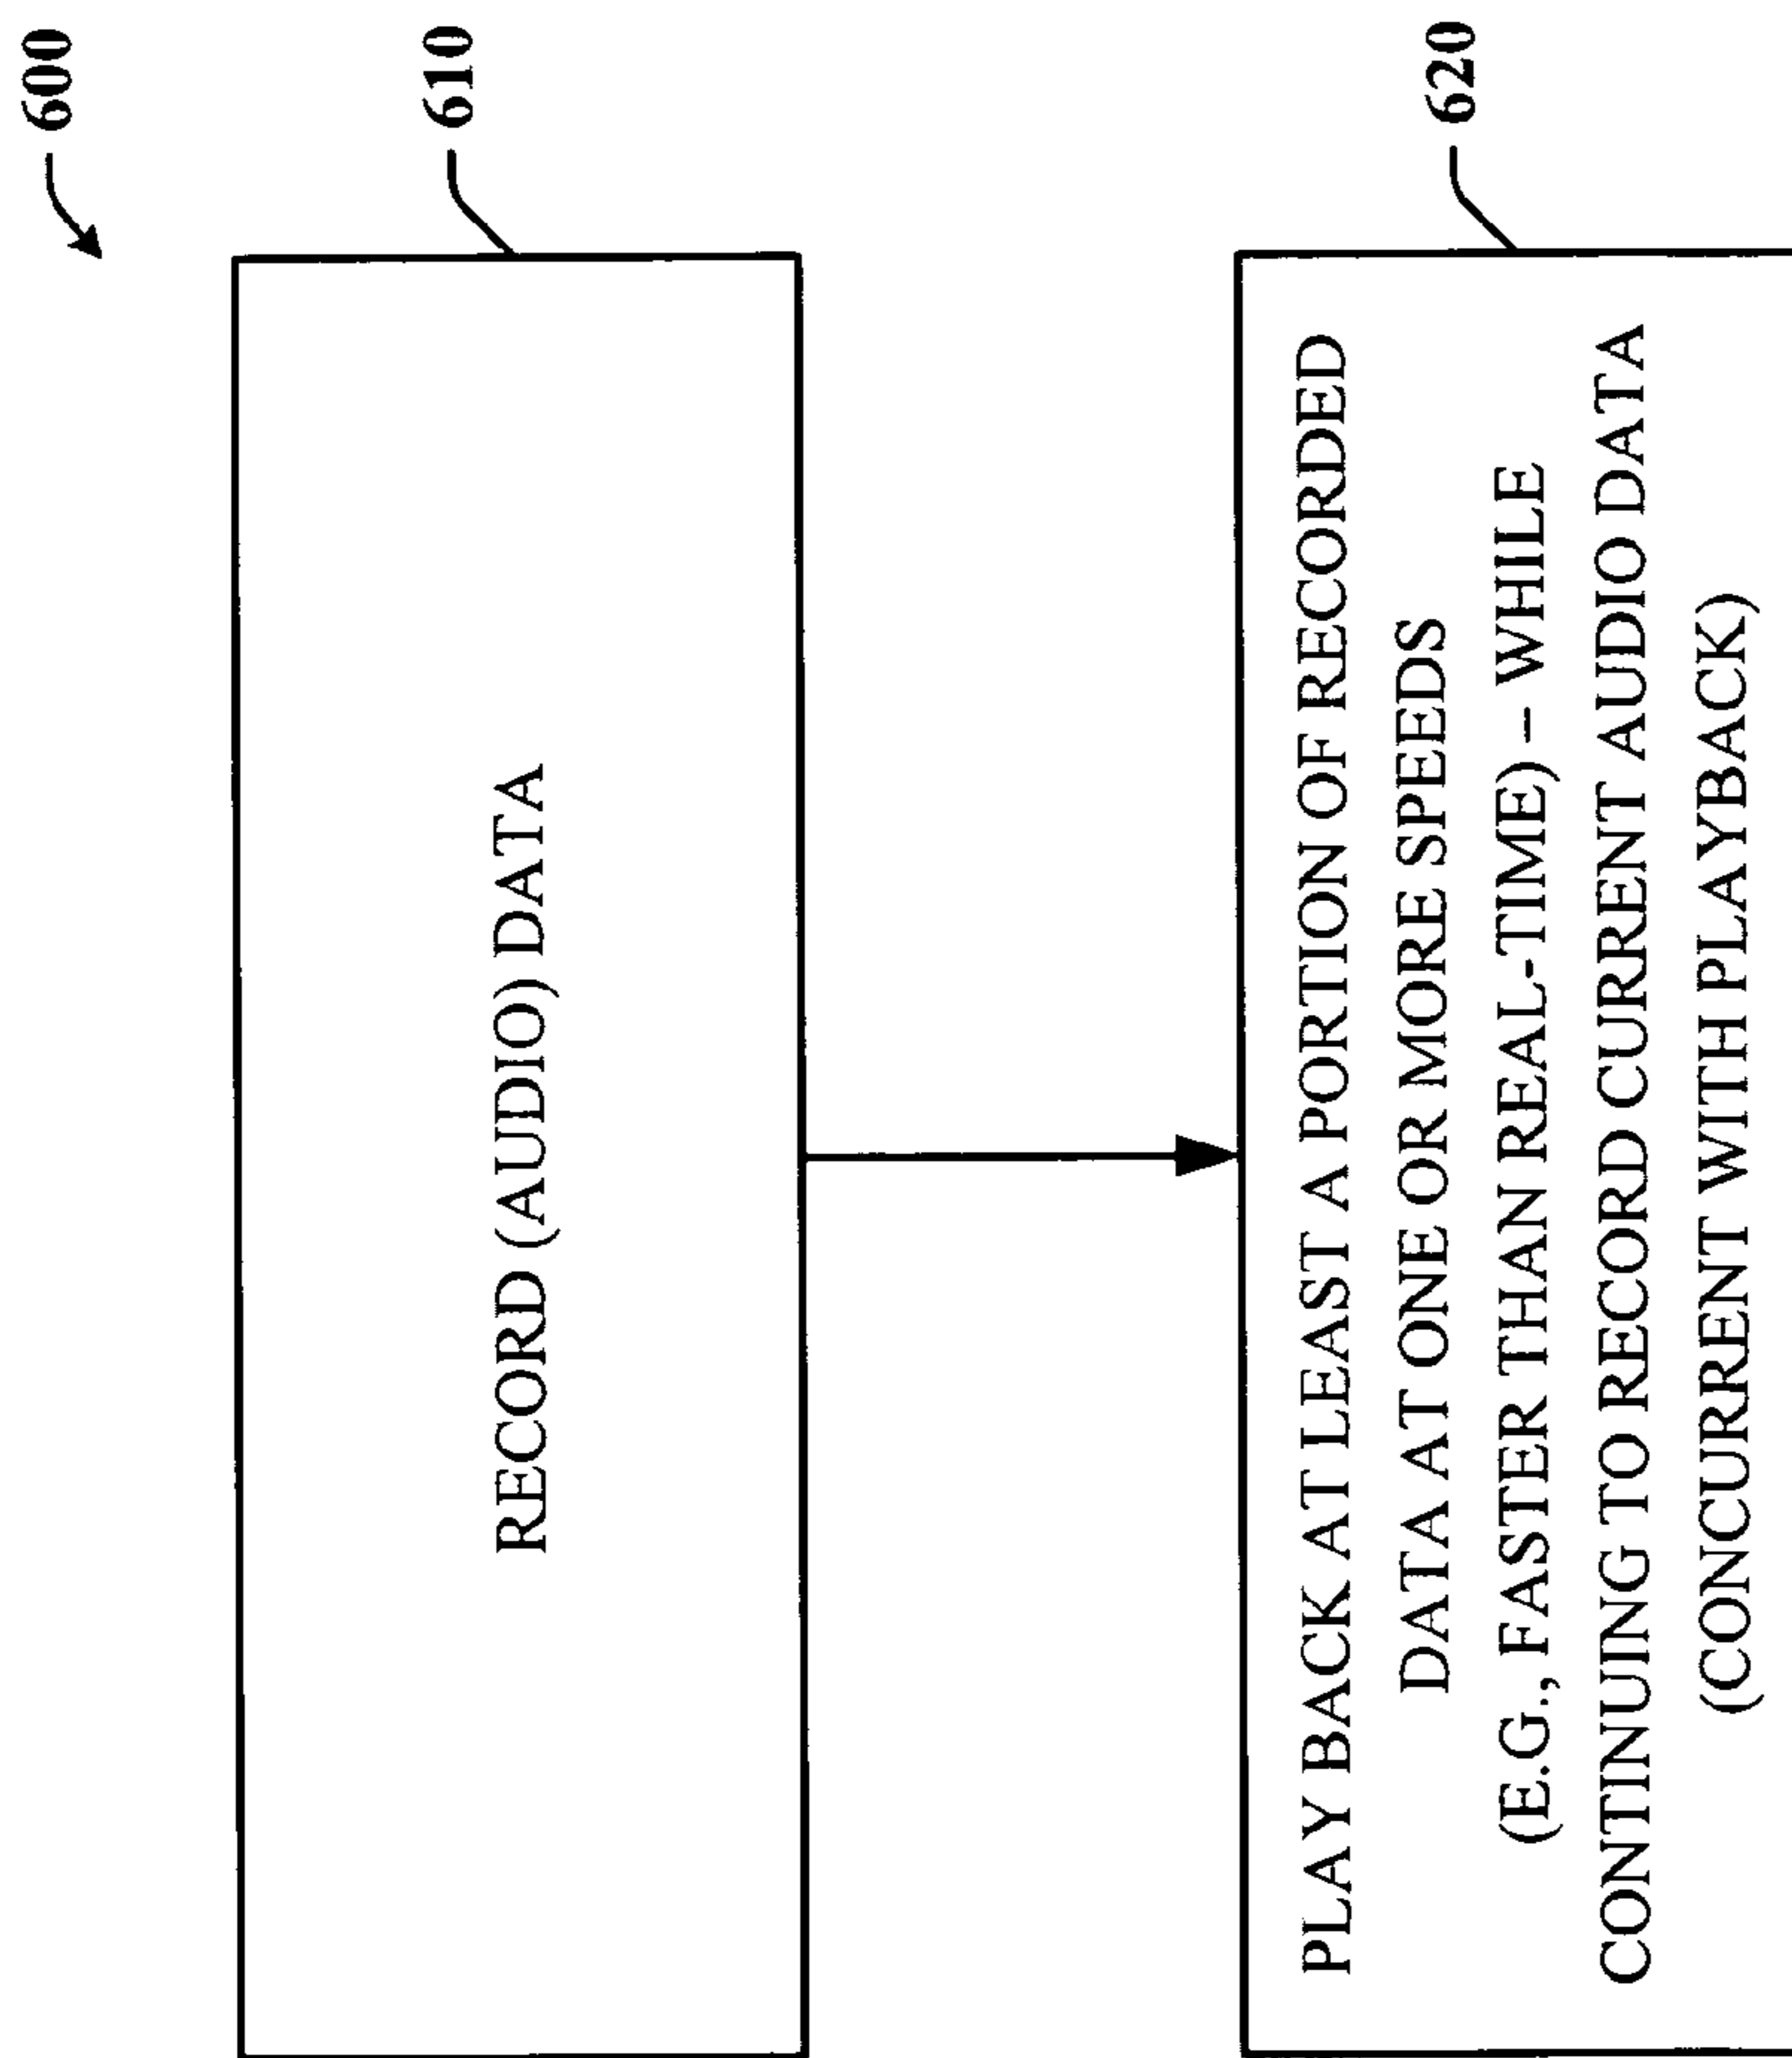 600
610
RECORD (AUDIO) DATA
620
PLAY BACK AT LEAST A PORTION OF RECORDED
DATA AT ONE OR MORE SPEEDS
(E.G., FASTER THAN REAL-TIME) – WHILE
CONTINUING TO RECORD CURRENT AUDIO DATA
(CONCURRENT WITH PLAYBACK)